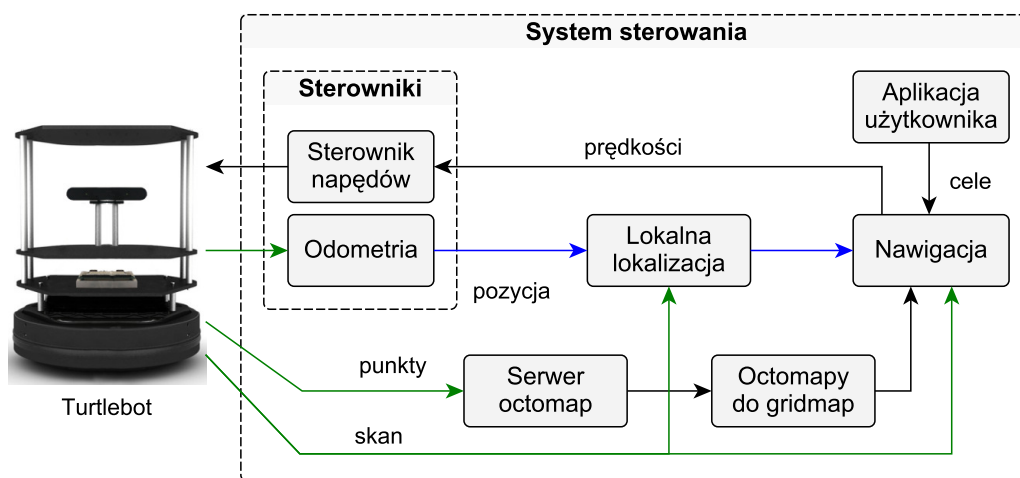 System sterowania
Sterowniki
Aplikacja
użytkownika
Sterownik
napędów
prędkości
cele
Odometria
Lokalna
lokalizacja
Nawigacja
pozycja
punkty
Serwer
octomap
Octomapy
do gridmap
Turtlebot
skan